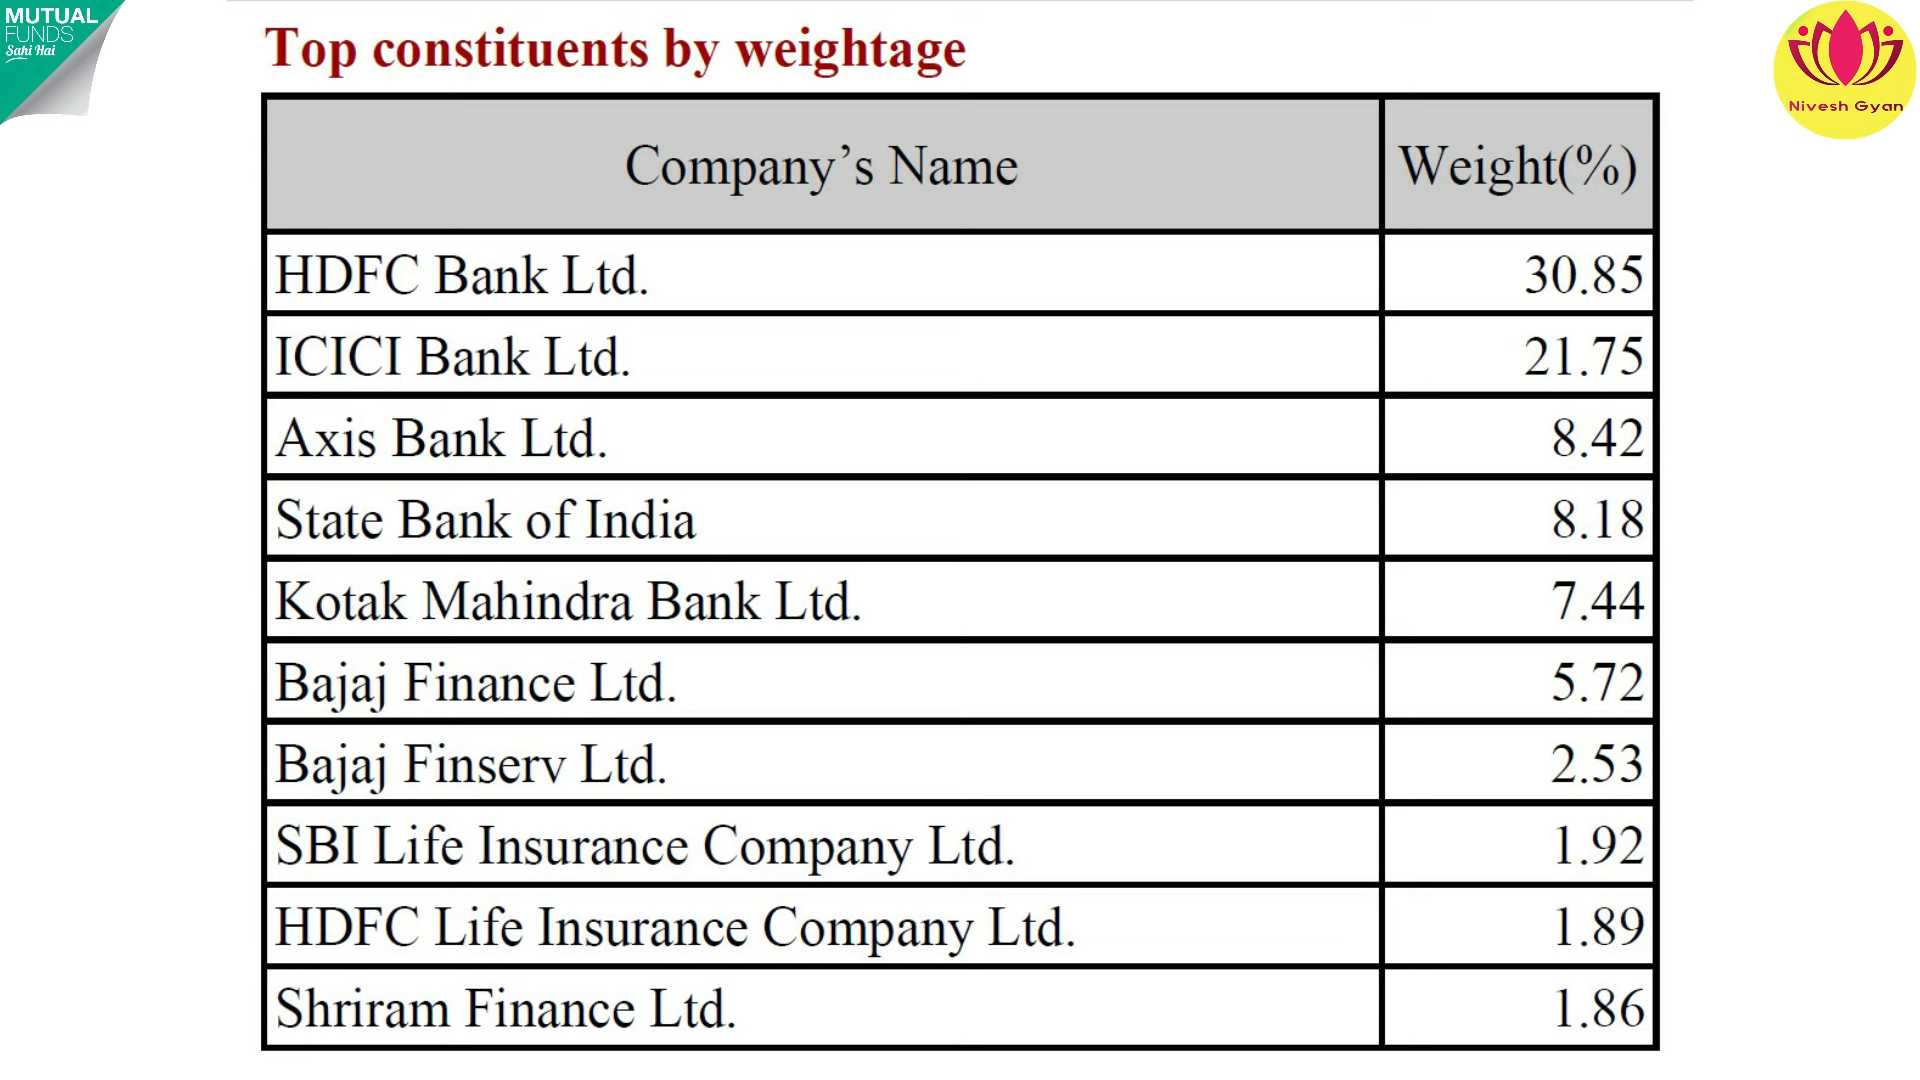 MUTUAL
FUNDS
Sahi Hai
Top constituents by weightage
Nivesh Gyan
Company’s Name Weight(%)
HDFC Bank Ltd. 30.85
ICICI Bank Ltd. 21.75
Axis Bank Ltd. 8.42
State Bank of India 8.18
Kotak Mahindra Bank Ltd. 7.44
Bajaj Finance Ltd. 5.72
Bajaj Finserv Ltd. 2.53
SBI Life Insurance Company Ltd. 1.92
HDFC Life Insurance Company Ltd. 1.89
Shriram Finance Ltd. 1.86